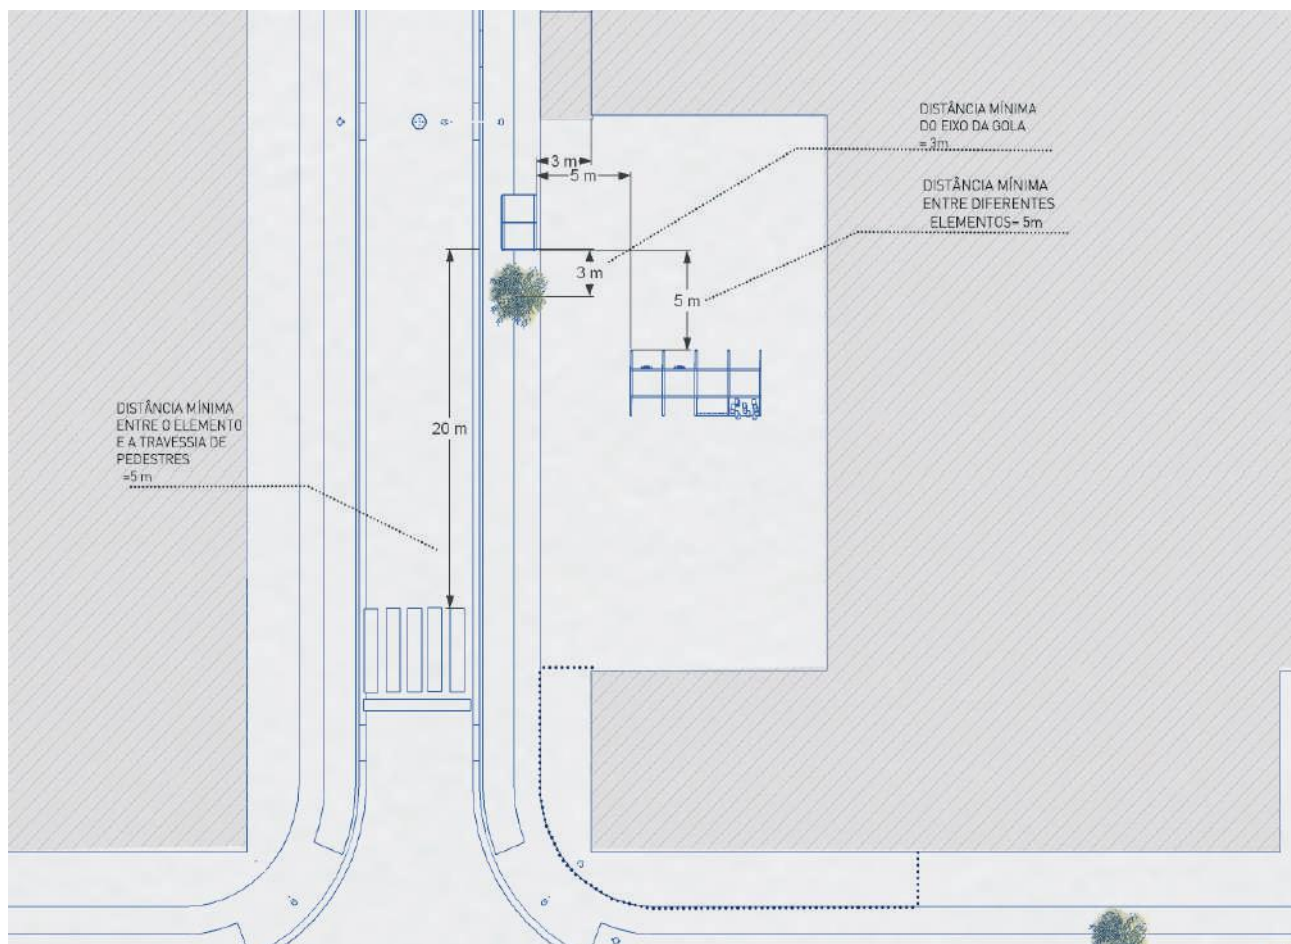 DISTÂNCIA MÍNIMA
DO EIXO DA GOLA
= 3m
3 m
5 m
DISTÂNCIA MÍNIMA
ENTRE DIFERENTES
ELEMENTOS= 5m
3 m
5 m
DISTÂNCIA MÍNIMA
ENTRE O ELEMENTO
E A TRAVESSIA DE
PEDESTRES
=5 m
20 m